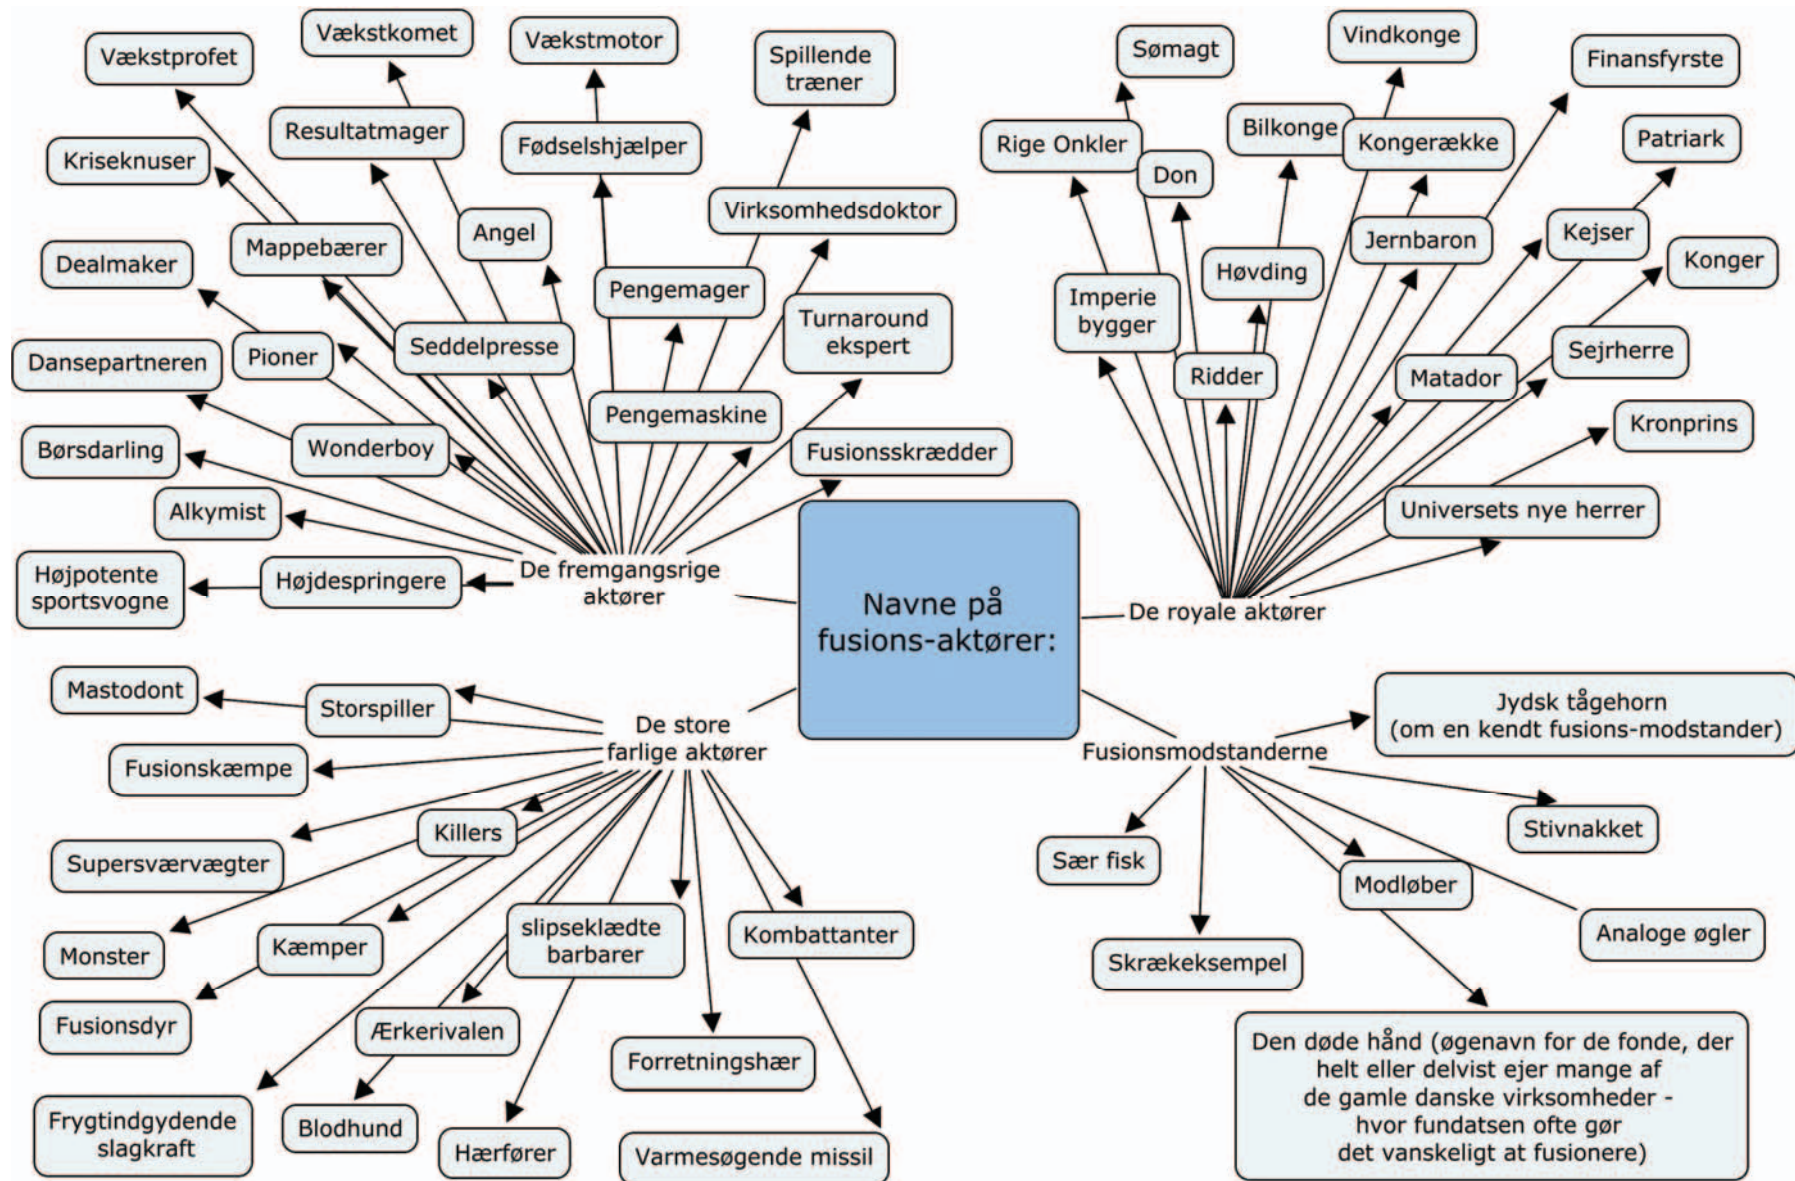 Vækstprofet
Vækstkomet
Vækstmotor
Spillende
træner
Kriseknuser
Resultatmager
Fødselshjælper
Virksomhedsdoktor
Dealmaker
Mappebærer
Angel
Pengemager
Turnaround
ekspert
Dansepartneren
Pioner
Seddelpresse
Pengemaskine
Fusionsskrædder
Børsdarling
Wonderboy
Alkymist
Højpotente
sportsvogne
Højdespringere
De fremgangsrige
aktører
Sømagt
Vindkonge
Finansfyrste
Rige Onkler
Don
Bilkonge
Kongerække
Patriark
Imperie
bygger
Høvding
Jernbaron
Kejser
Konger
Ridder
Matador
Sejrherre
Kronprins
Universets nye herrer
De royale aktører
Navne på
fusions-aktører:
Mastodont
Storspiller
De store
farlige aktører
Fusionskæmpe
Supersværvægter
Killers
Monster
Kæmper
slipseklædte
barbarer
Kombattanter
Fusionsdyr
Ærkerivalen
Forretningshær
Frygtindgydende
slagkraft
Blodhund
Hærfører
Varmesøgende missil
Fusionsmodstanderne
Jydsk tågehorn
(om en kendt fusions-modstander)
Stivnakket
Sær fisk
Modløber
Analoge øgler
Skrækeksempel
Den døde hånd (øgenavn for de fonde, der
helt eller delvist ejer mange af
de gamle danske virksomheder -
hvor fundatsen ofte gør
det vanskeligt at fusionere)